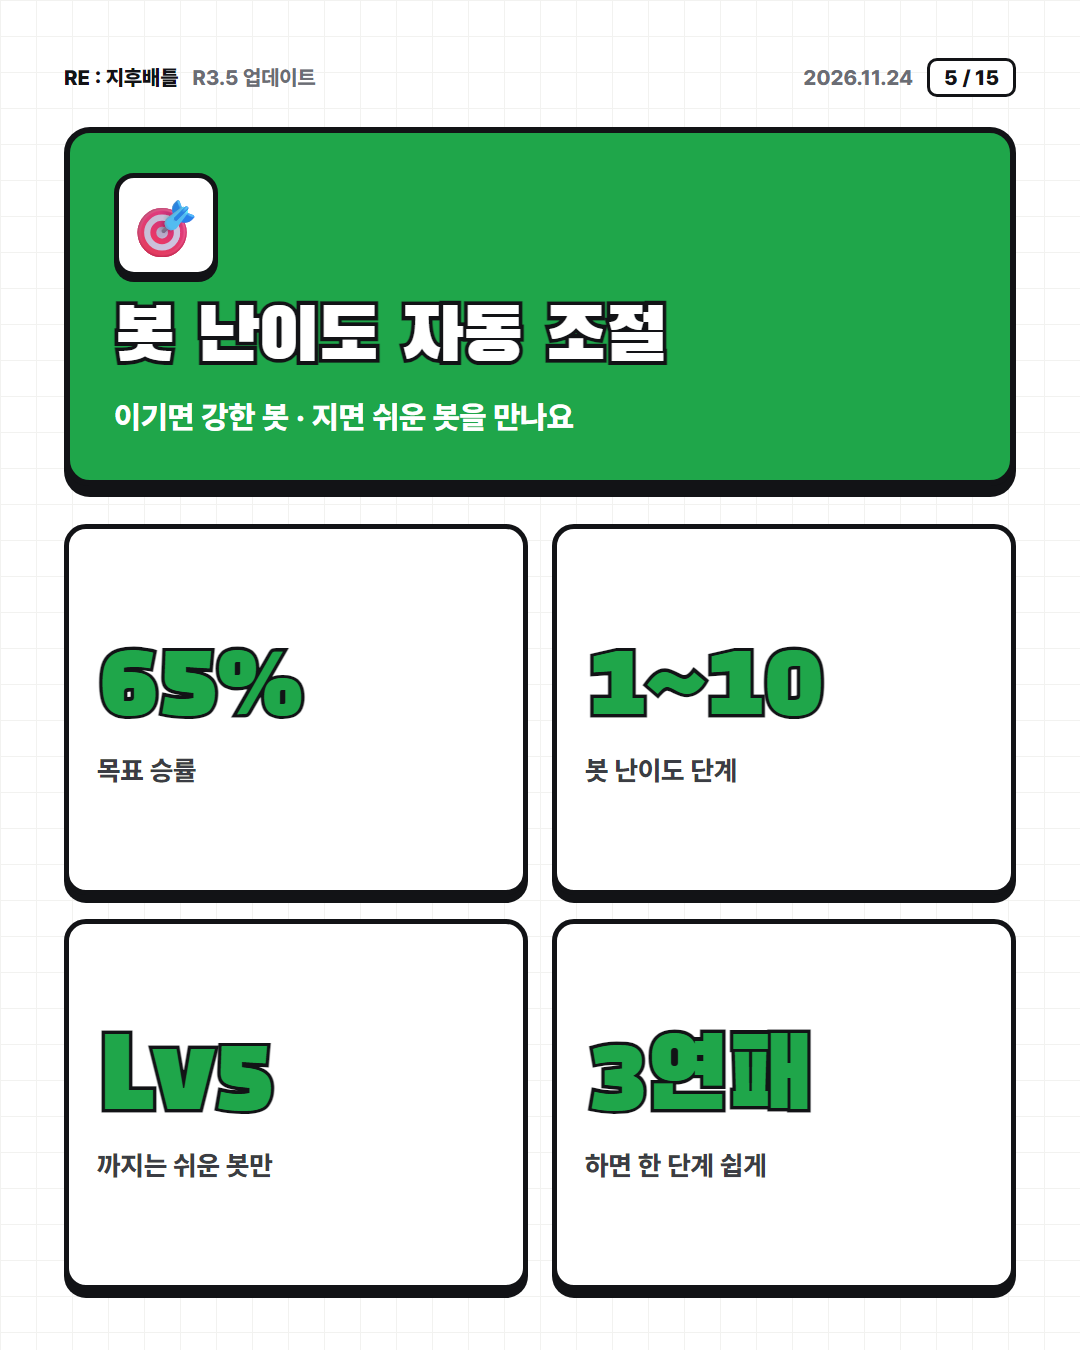 RE : 지후배틀 R3.5 업데이트
2026.11.24 5 / 15
봇 난이도 자동 조절
이기면 강한 봇 · 지면 쉬운 봇을 만나요
65%
목표 승률
1~10
봇 난이도 단계
Lv5
까지는 쉬운 봇만
3연패
하면 한 단계 쉽게